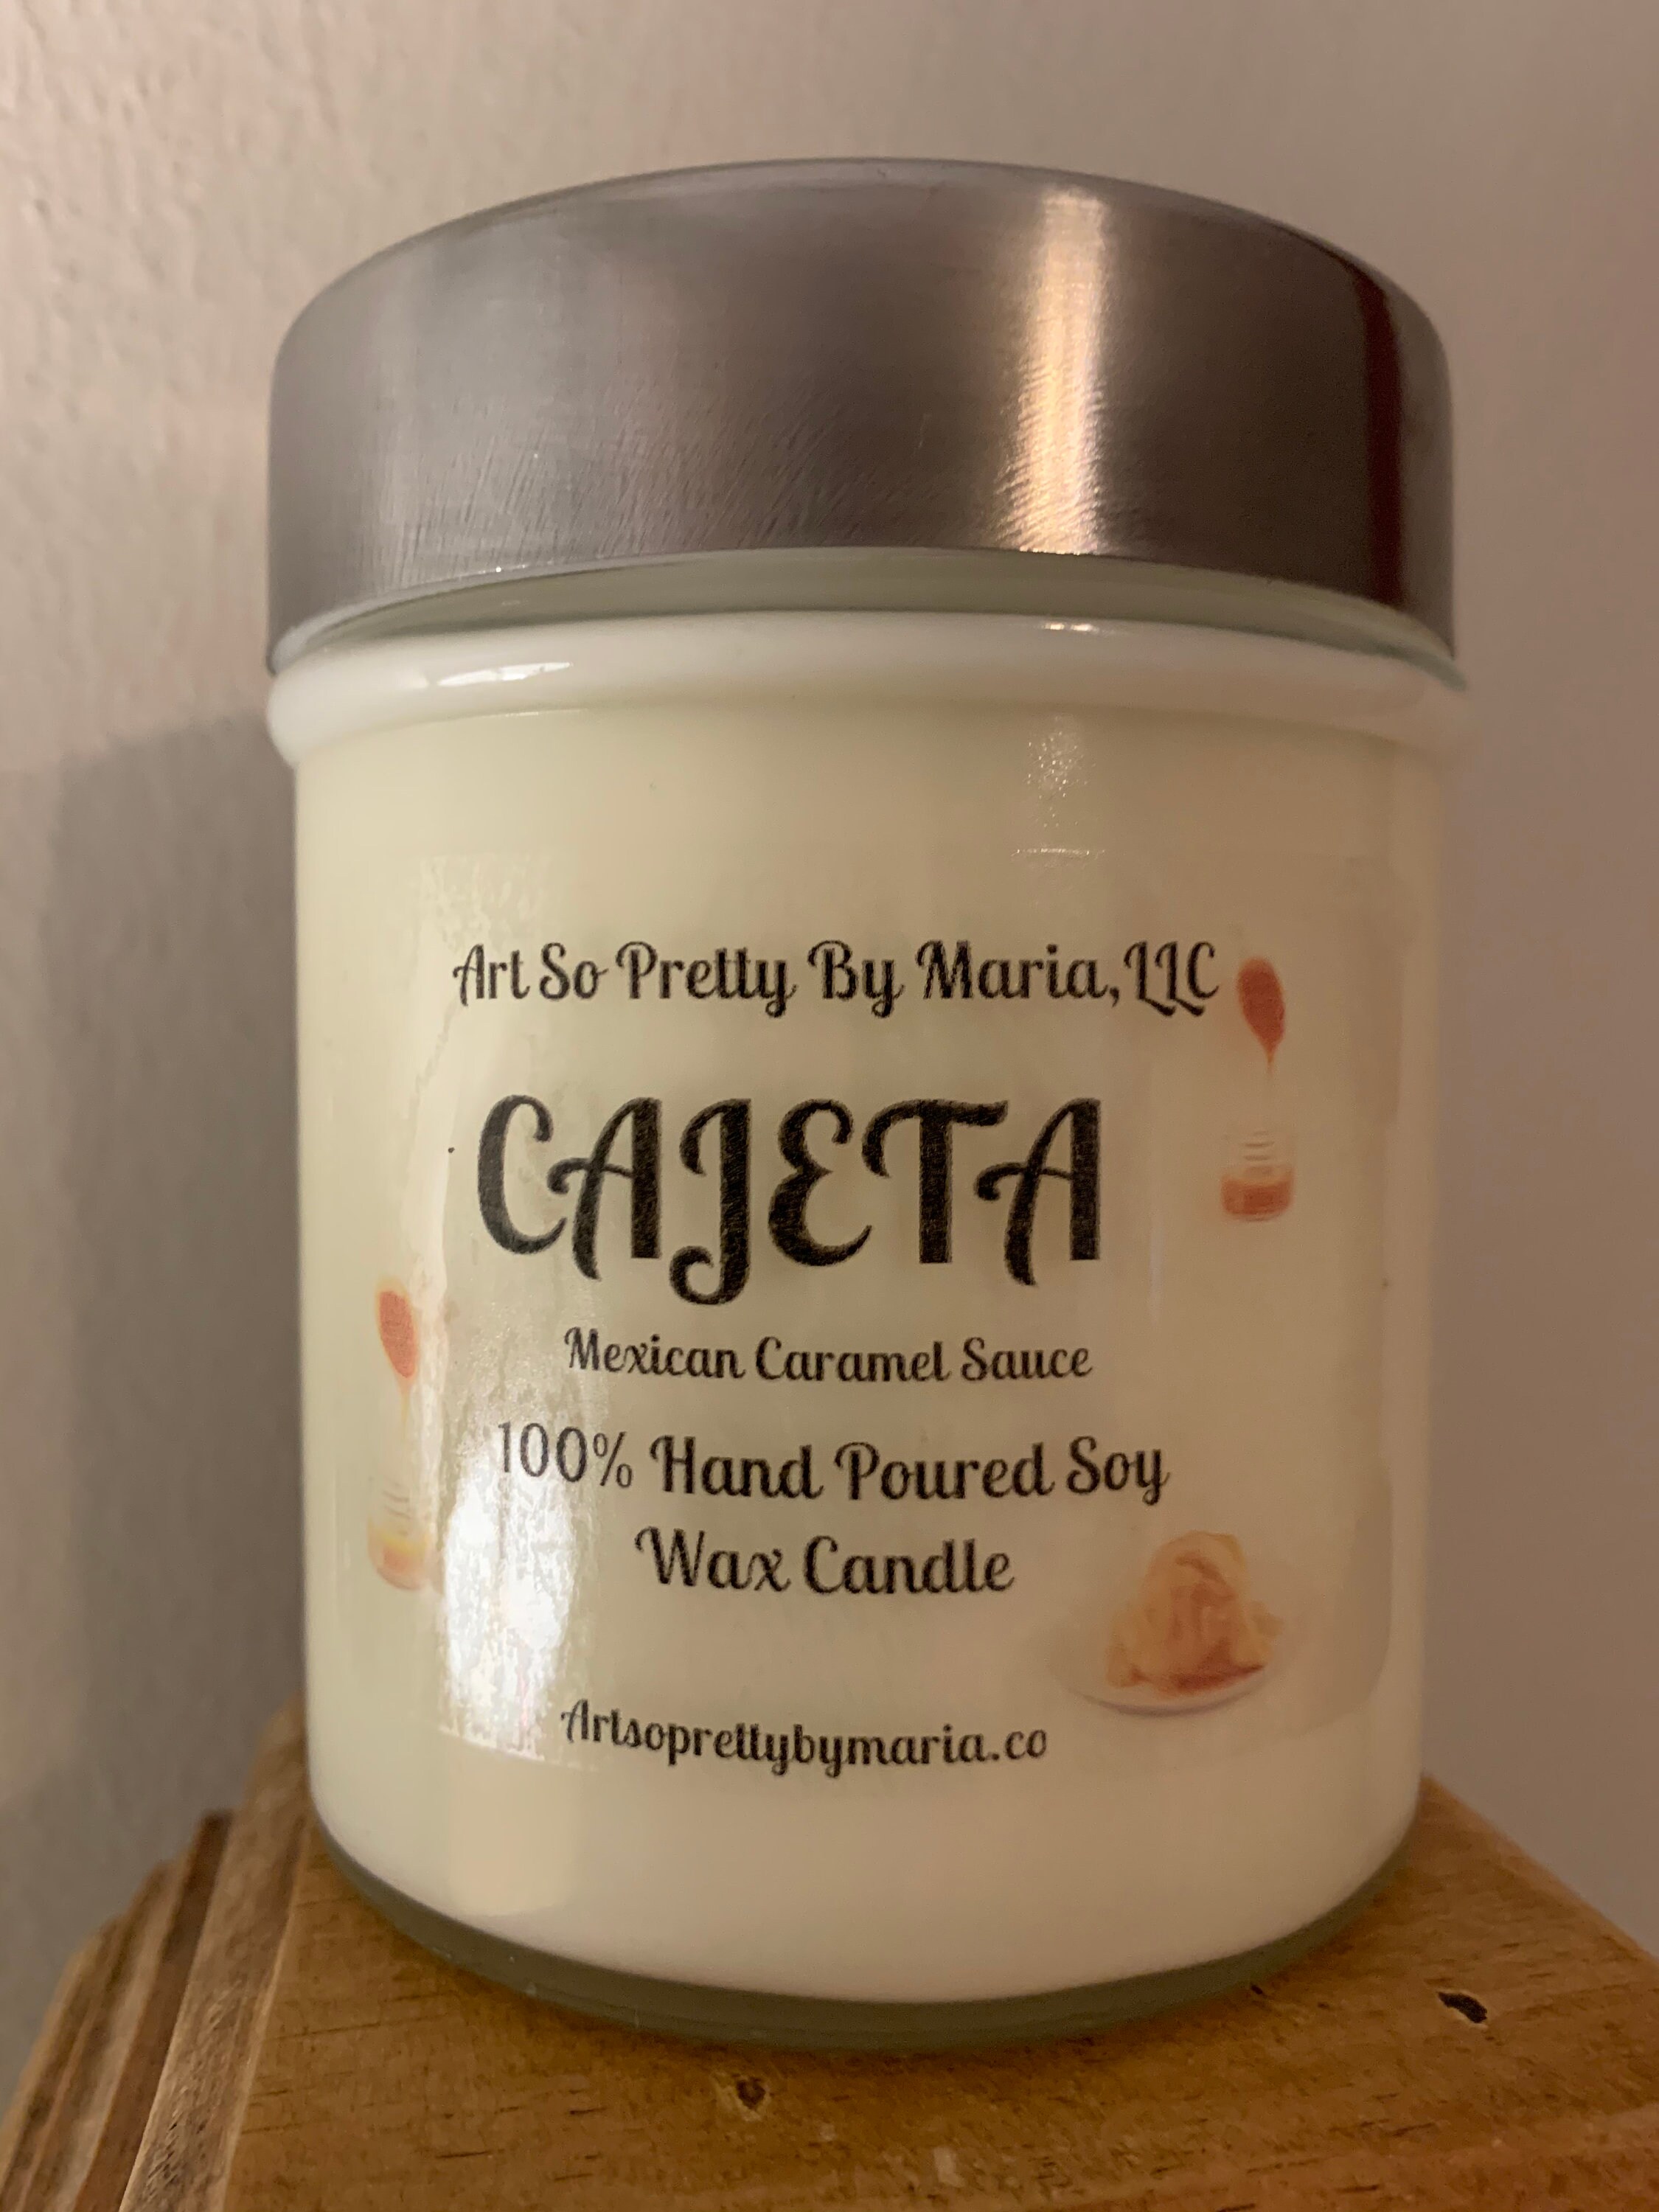 Art So Pretty By Maria, LLC
CAJETA
Mexican Caramel Sauce
100% Hand Poured Soy
Wax Candle
Artsoprettybymaria.co